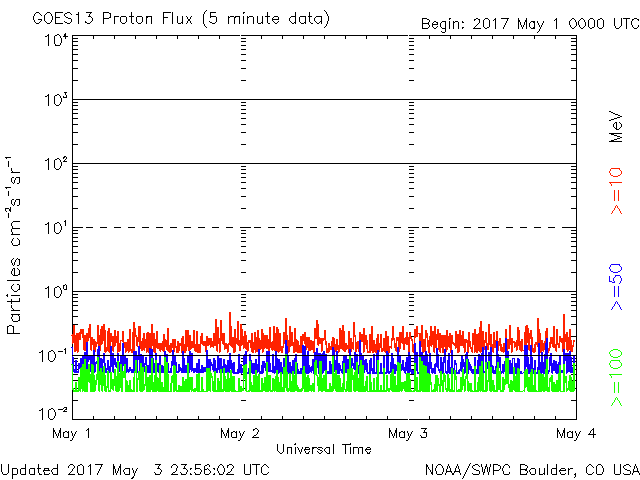 GOES13 Proton Flux (5 minute data)
Begin: 2017 May 1 0000 UTC
Particles cm⁻²s⁻¹sr⁻¹
10⁴
10³
10²
10¹
10⁰
10⁻¹
10⁻²
May 1
May 2
May 3
May 4
Universal Time
MeV
>=10
>=50
>=100
Updated 2017 May 3 23:56:02 UTC
NOAA/SWPC Boulder, CO USA